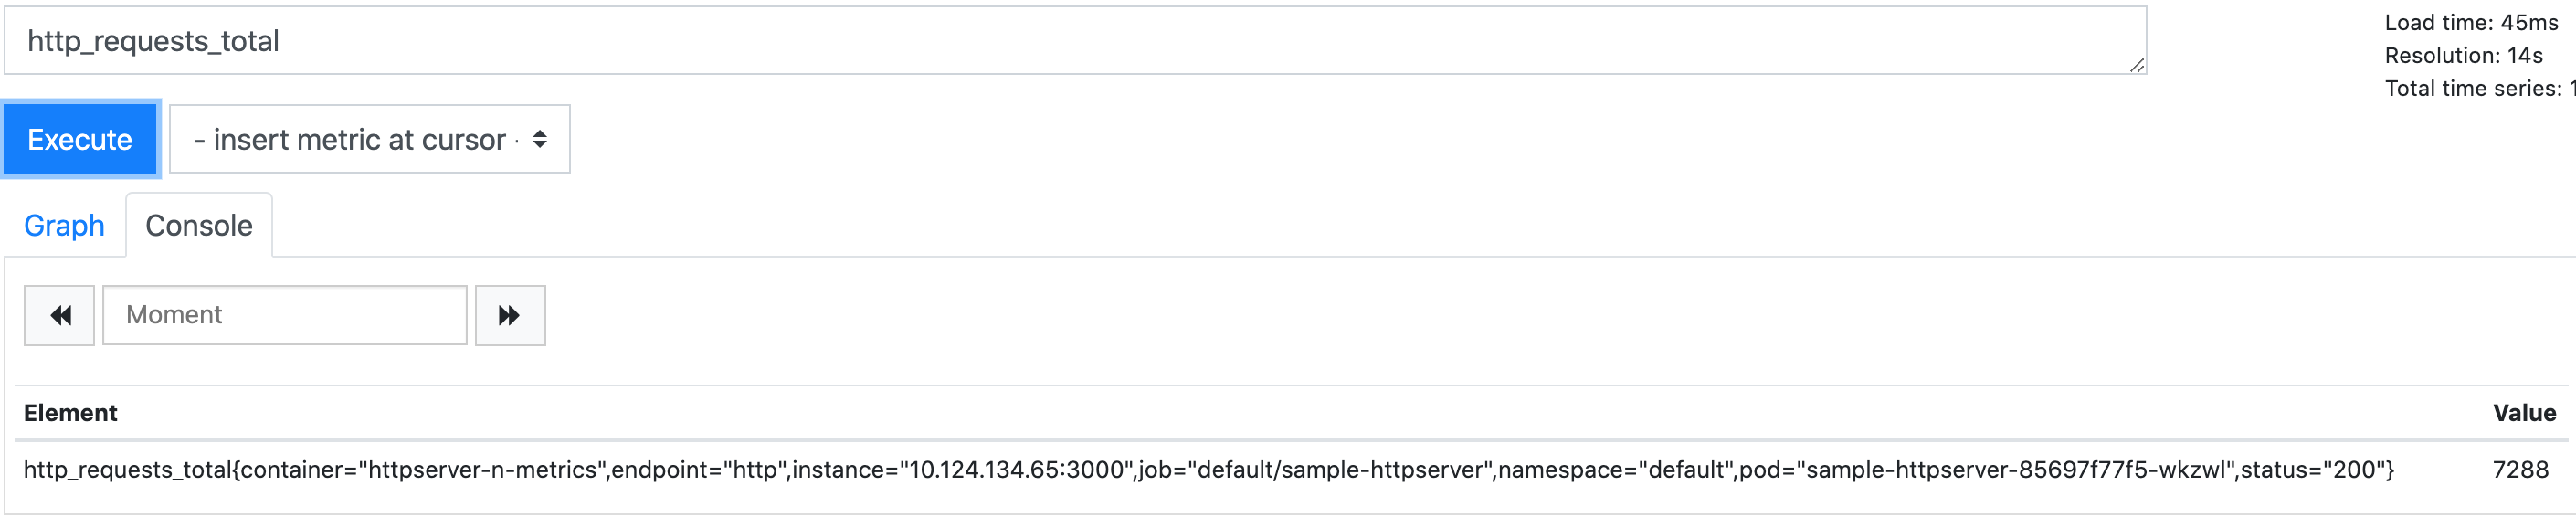 http_requests_total
Load time: 45ms
Resolution: 14s
Total time series: 1
Execute
- insert metric at cursor -
Graph
Console
Moment
Element Value
http_requests_total{container="httpserver-n-metrics",endpoint="http",instance="10.124.134.65:3000",job="default/sample-httpserver",namespace="default",pod="sample-httpserver-85697f77f5-wkzwl",status="200"} 7288